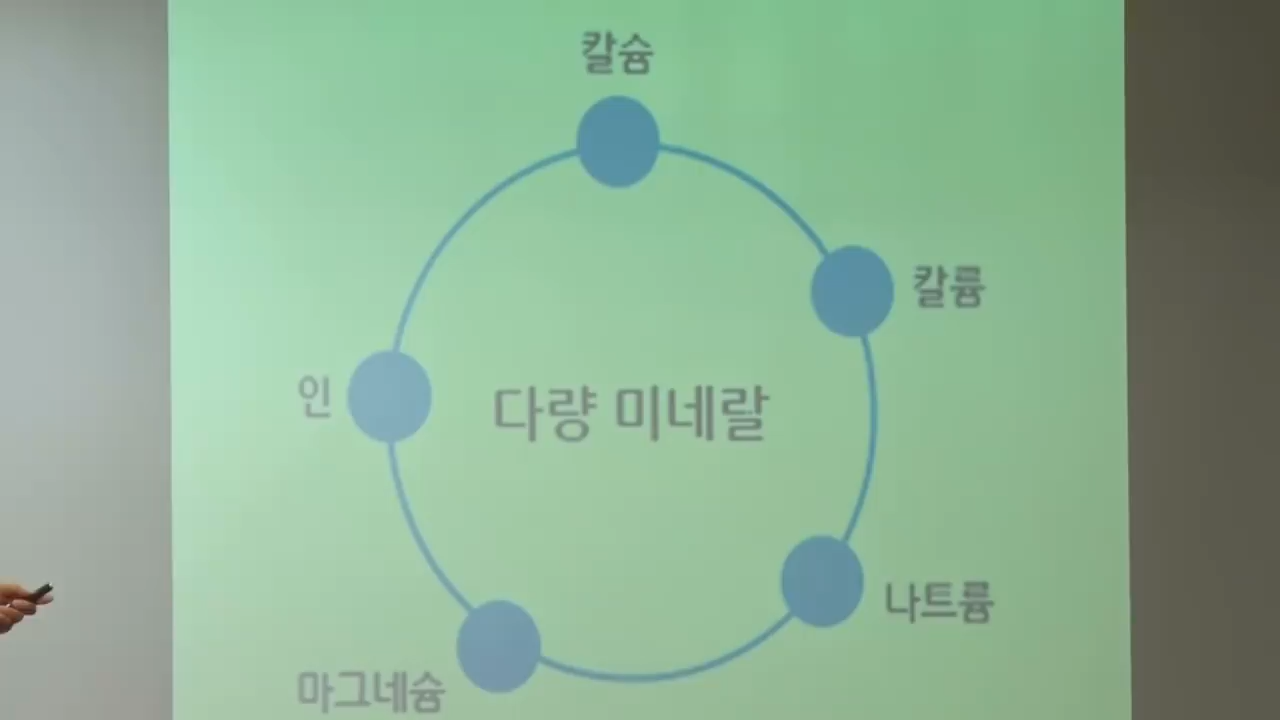 칼슘
칼륨
인
다량 미네랄
나트륨
마그네슘